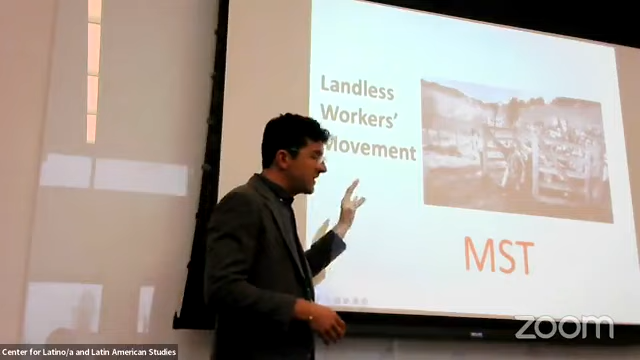 Landless
Workers'
Movement
MST
zoom
Center for Latino/a and Latin American Studies